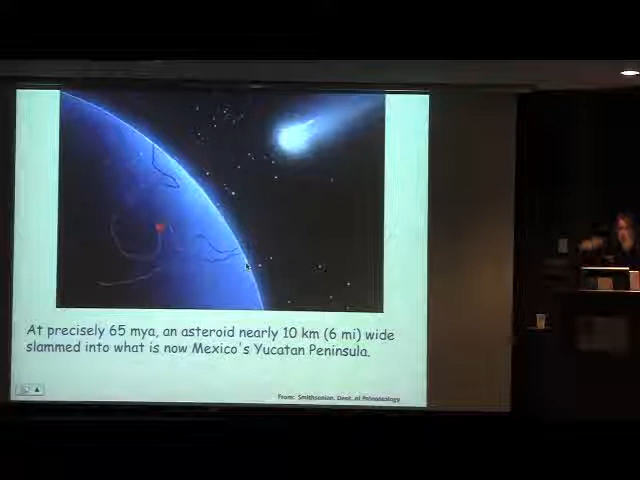 At precisely 65 mya, an asteroid nearly 10 km (6 mi) wide
slammed into what is now Mexico's Yucatan Peninsula.
From: Smithsonian, Dept. of Paleobiology